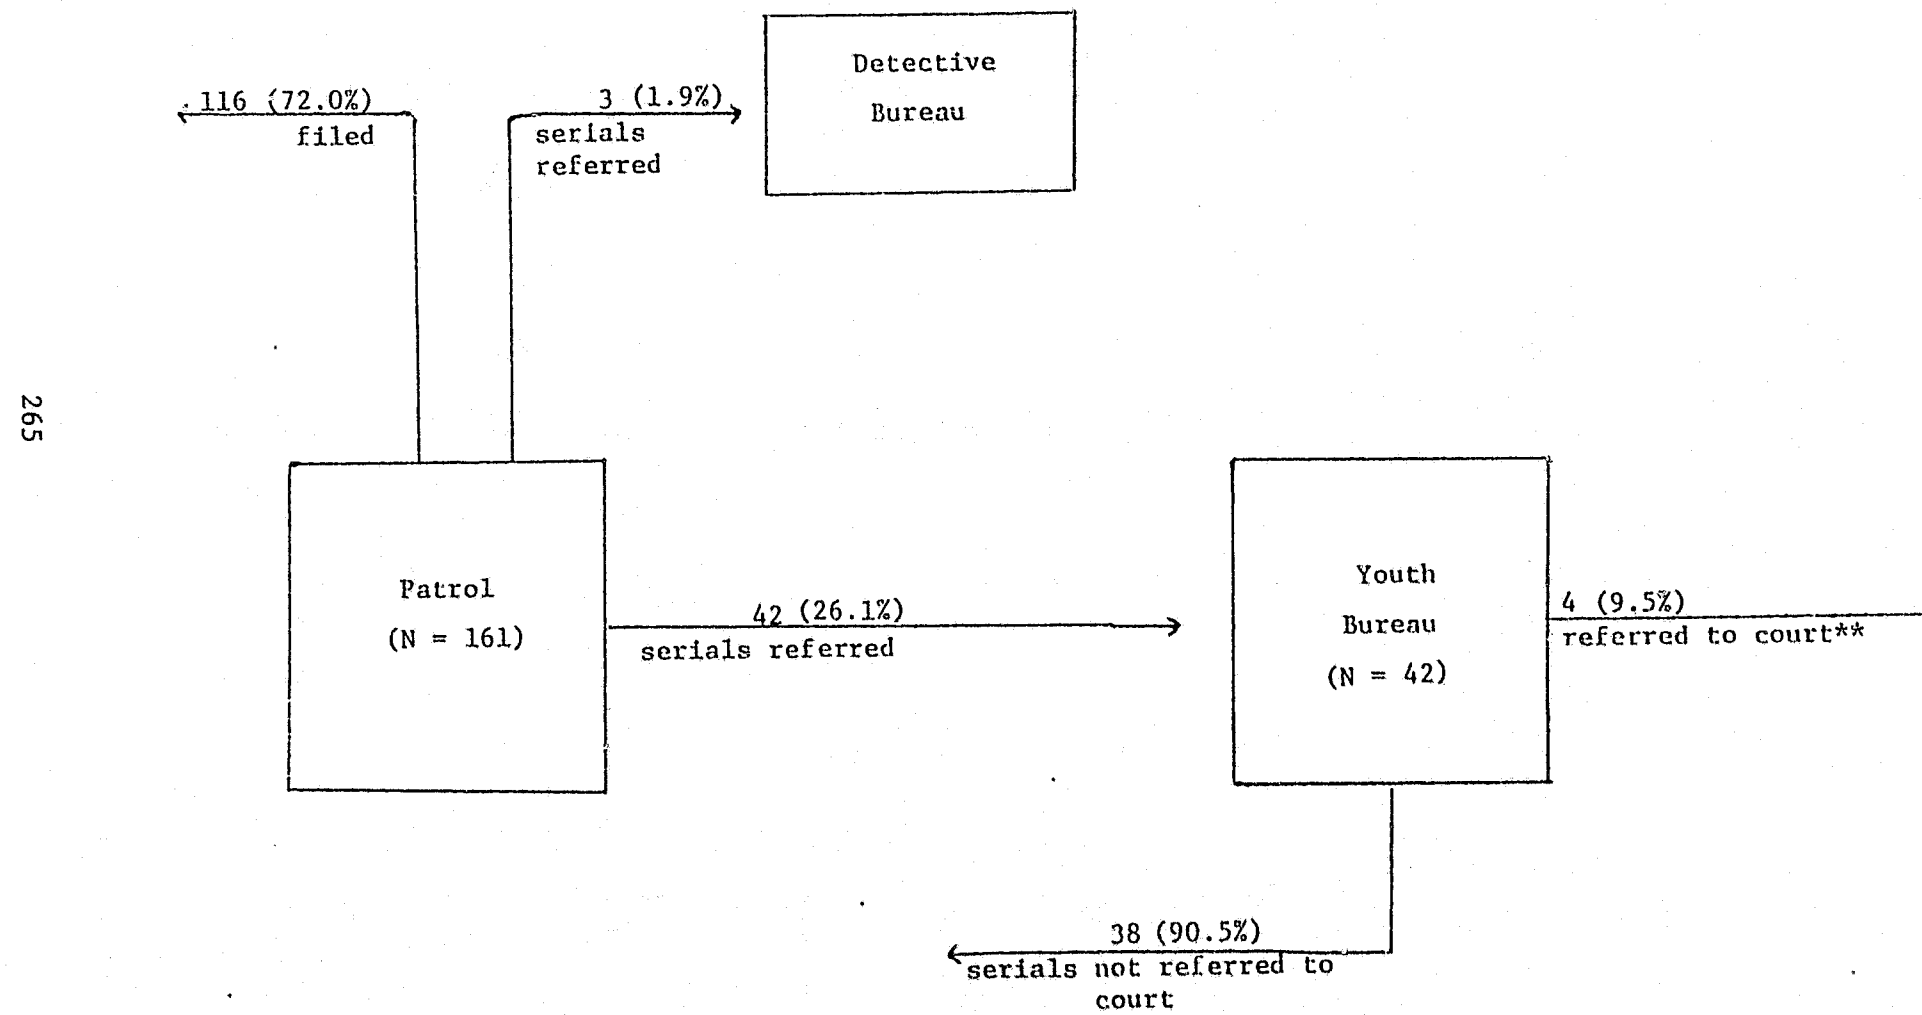 Detective
Bureau
116 (72.0%)
filed
3 (1.9%)
serials
referred
265
Patrol
(N = 161)
42 (26.1%)
serials referred
Youth
Bureau
(N = 42)
4 (9.5%)
referred to court**
38 (90.5%)
serials not referred to
court